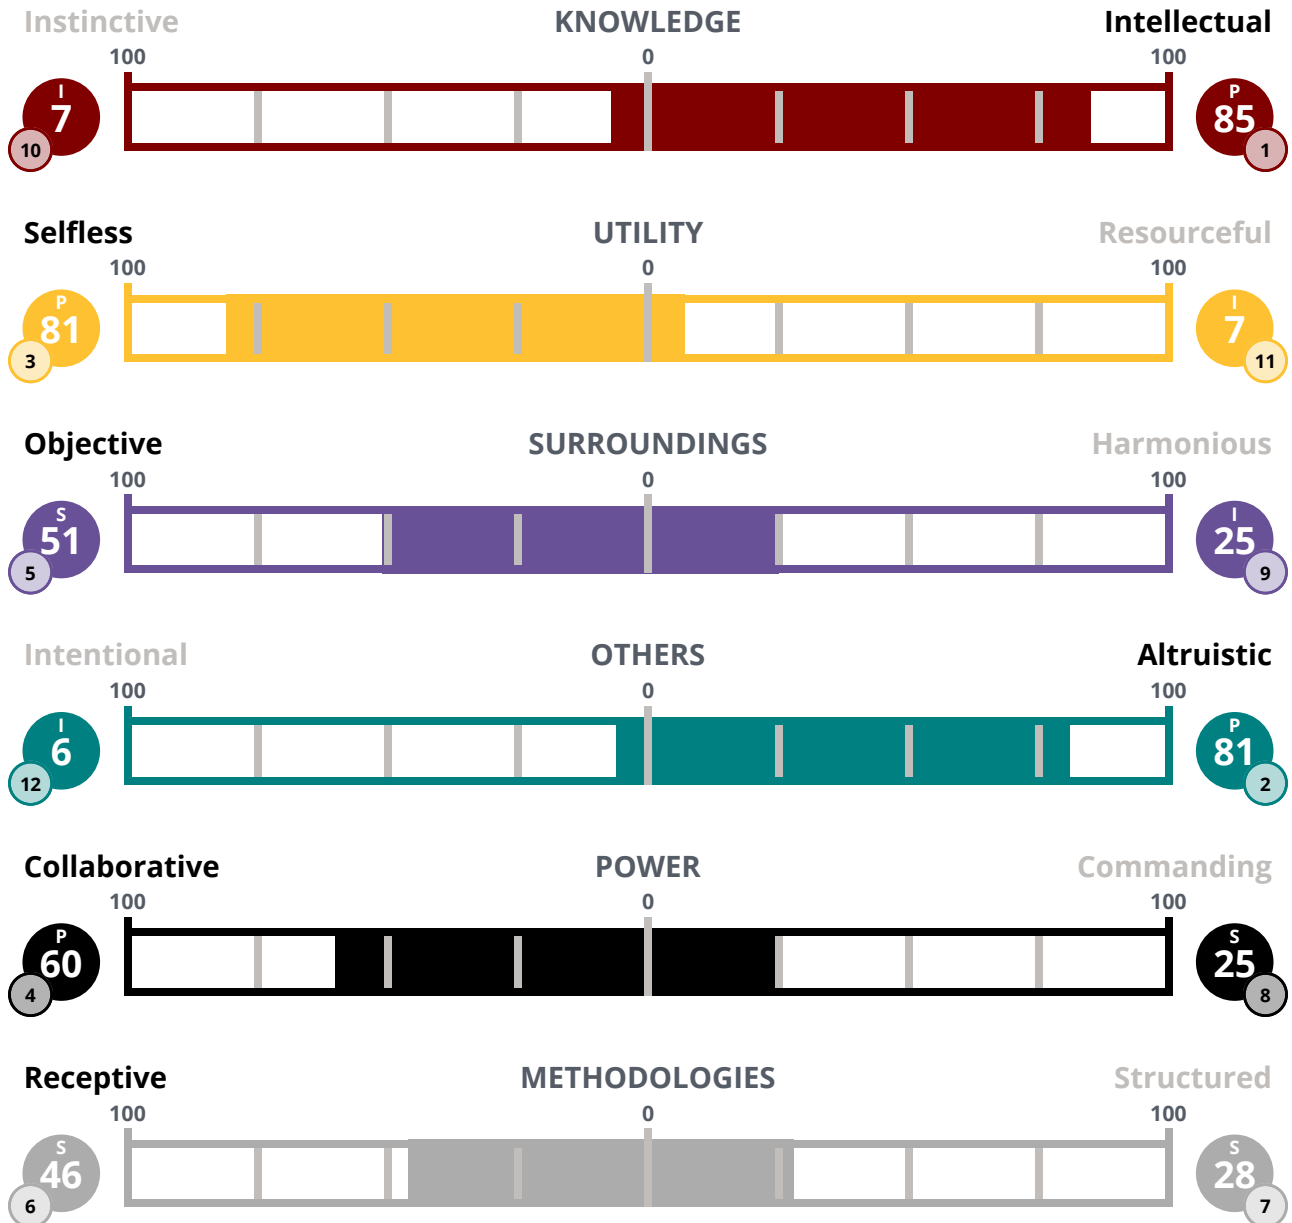 Instinctive KNOWLEDGE Intellectual
100 0 100
I 7 10 P 85 1
Selfless UTILITY Resourceful
100 0 100
P 81 3 I 7 11
Objective SURROUNDINGS Harmonious
100 0 100
S 51 5 I 25 9
Intentional OTHERS Altruistic
100 0 100
I 6 12 P 81 2
Collaborative POWER Commanding
100 0 100
P 60 4 S 25 8
Receptive METHODOLOGIES Structured
100 0 100
S 46 6 S 28 7